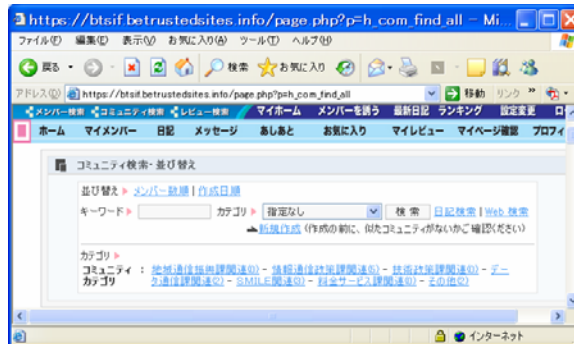 https://btsif.betrustedsites.info/page.php?p=h_com_find_all - Mi...
ファイル(F) 編集(E) 表示(V) お気に入り(A) ツール(T) ヘルプ(H)
戻る 検索 お気に入り
アドレス(D) https://btsif.betrustedsites.info/page.php?p=h_com_find_all 移動 リンク »
メンバー検索 コミュニティ検索 レビュー検索 マイホーム メンバーを誘う 最新日記 ランキング 設定変更 ロ
ホーム マイメンバー 日記 メッセージ あしあと お気に入り マイレビュー マイページ確認 プロフィ
コミュニティ検索・並び替え
並び替え メンバー数順 | 作成日順
キーワード カテゴリ 指定なし 検索 日記検索 | Web 検索
新規作成 (作成の前に、似たコミュニティがないかご確認ください)
カテゴリ
コミュニティ : 地域通信振興課関連(0) - 情報通信政策課関連(5) - 技術政策課関連(0) - デー
カテゴリ タ通信課関連(2) - SMILE関連(3) - 料金サービス課関連(0) - その他(2)
インターネット